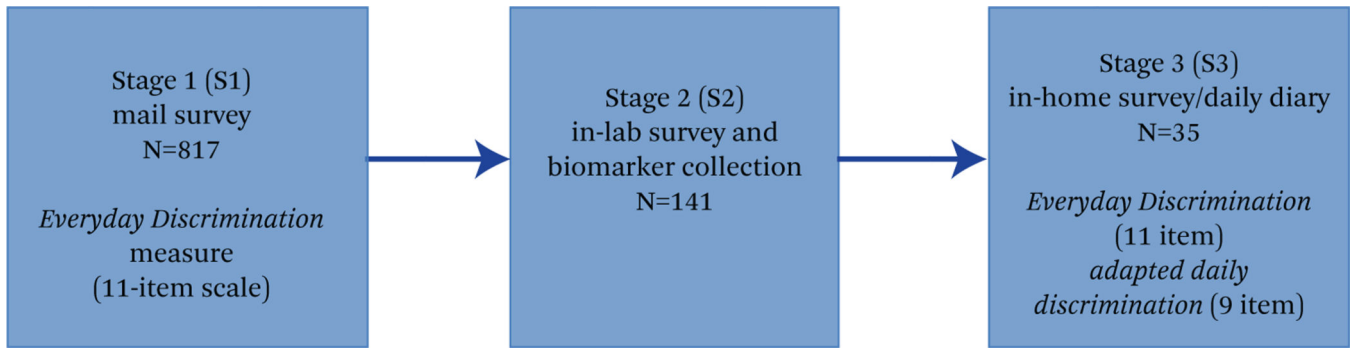 Stage 1 (S1)
mail survey
N=817
Everyday Discrimination
measure
(11-item scale)
Stage 2 (S2)
in-lab survey and
biomarker collection
N=141
Stage 3 (S3)
in-home survey/daily diary
N=35
Everyday Discrimination
(11 item)
adapted daily
discrimination (9 item)